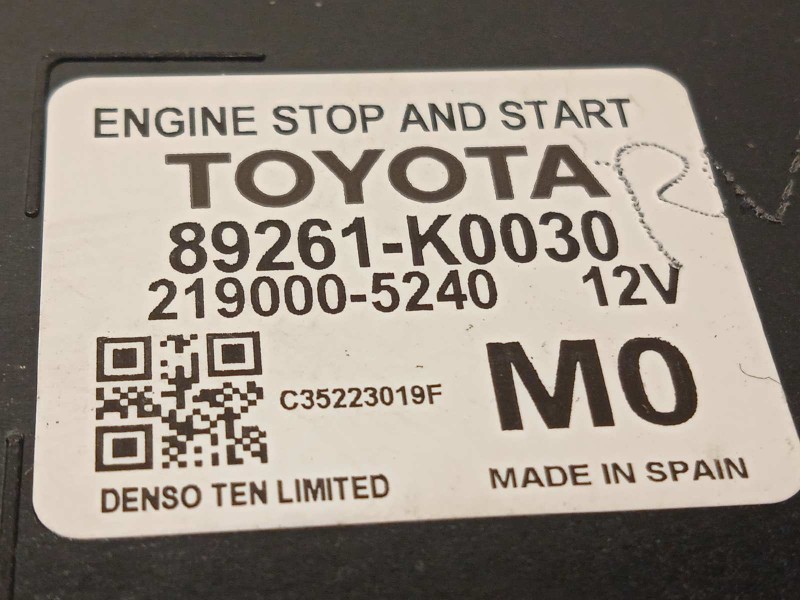 ENGINE STOP AND START
TOYOTA
89261-K0030
219000-5240 12V
C35223019F
M0
DENSO TEN LIMITED
MADE IN SPAIN